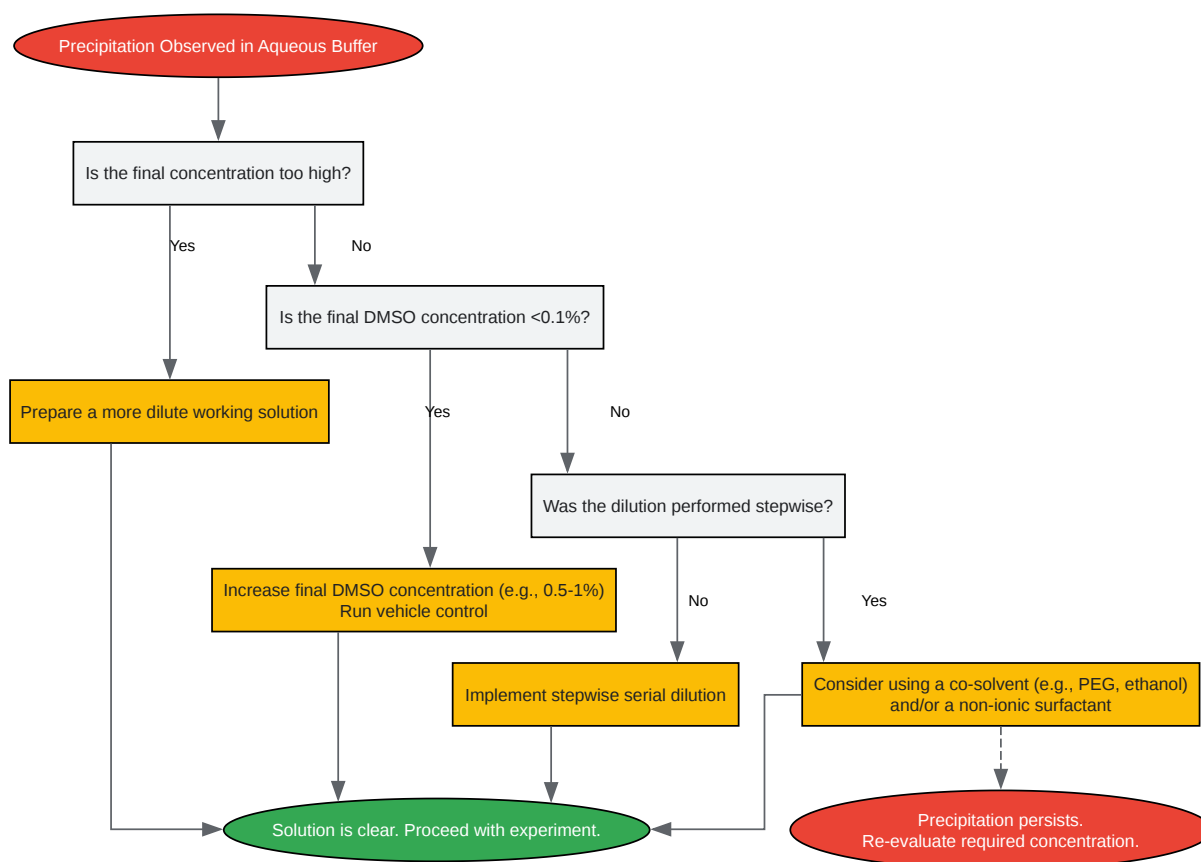 Precipitation Observed in Aqueous Buffer
Is the final concentration too high?
Yes
No
Is the final DMSO concentration <0.1%?
Prepare a more dilute working solution
Yes
No
Was the dilution performed stepwise?
Increase final DMSO concentration (e.g., 0.5-1%)
Run vehicle control
No
Yes
Implement stepwise serial dilution
Consider using a co-solvent (e.g., PEG, ethanol)
and/or a non-ionic surfactant
Solution is clear. Proceed with experiment.
Precipitation persists.
Re-evaluate required concentration.